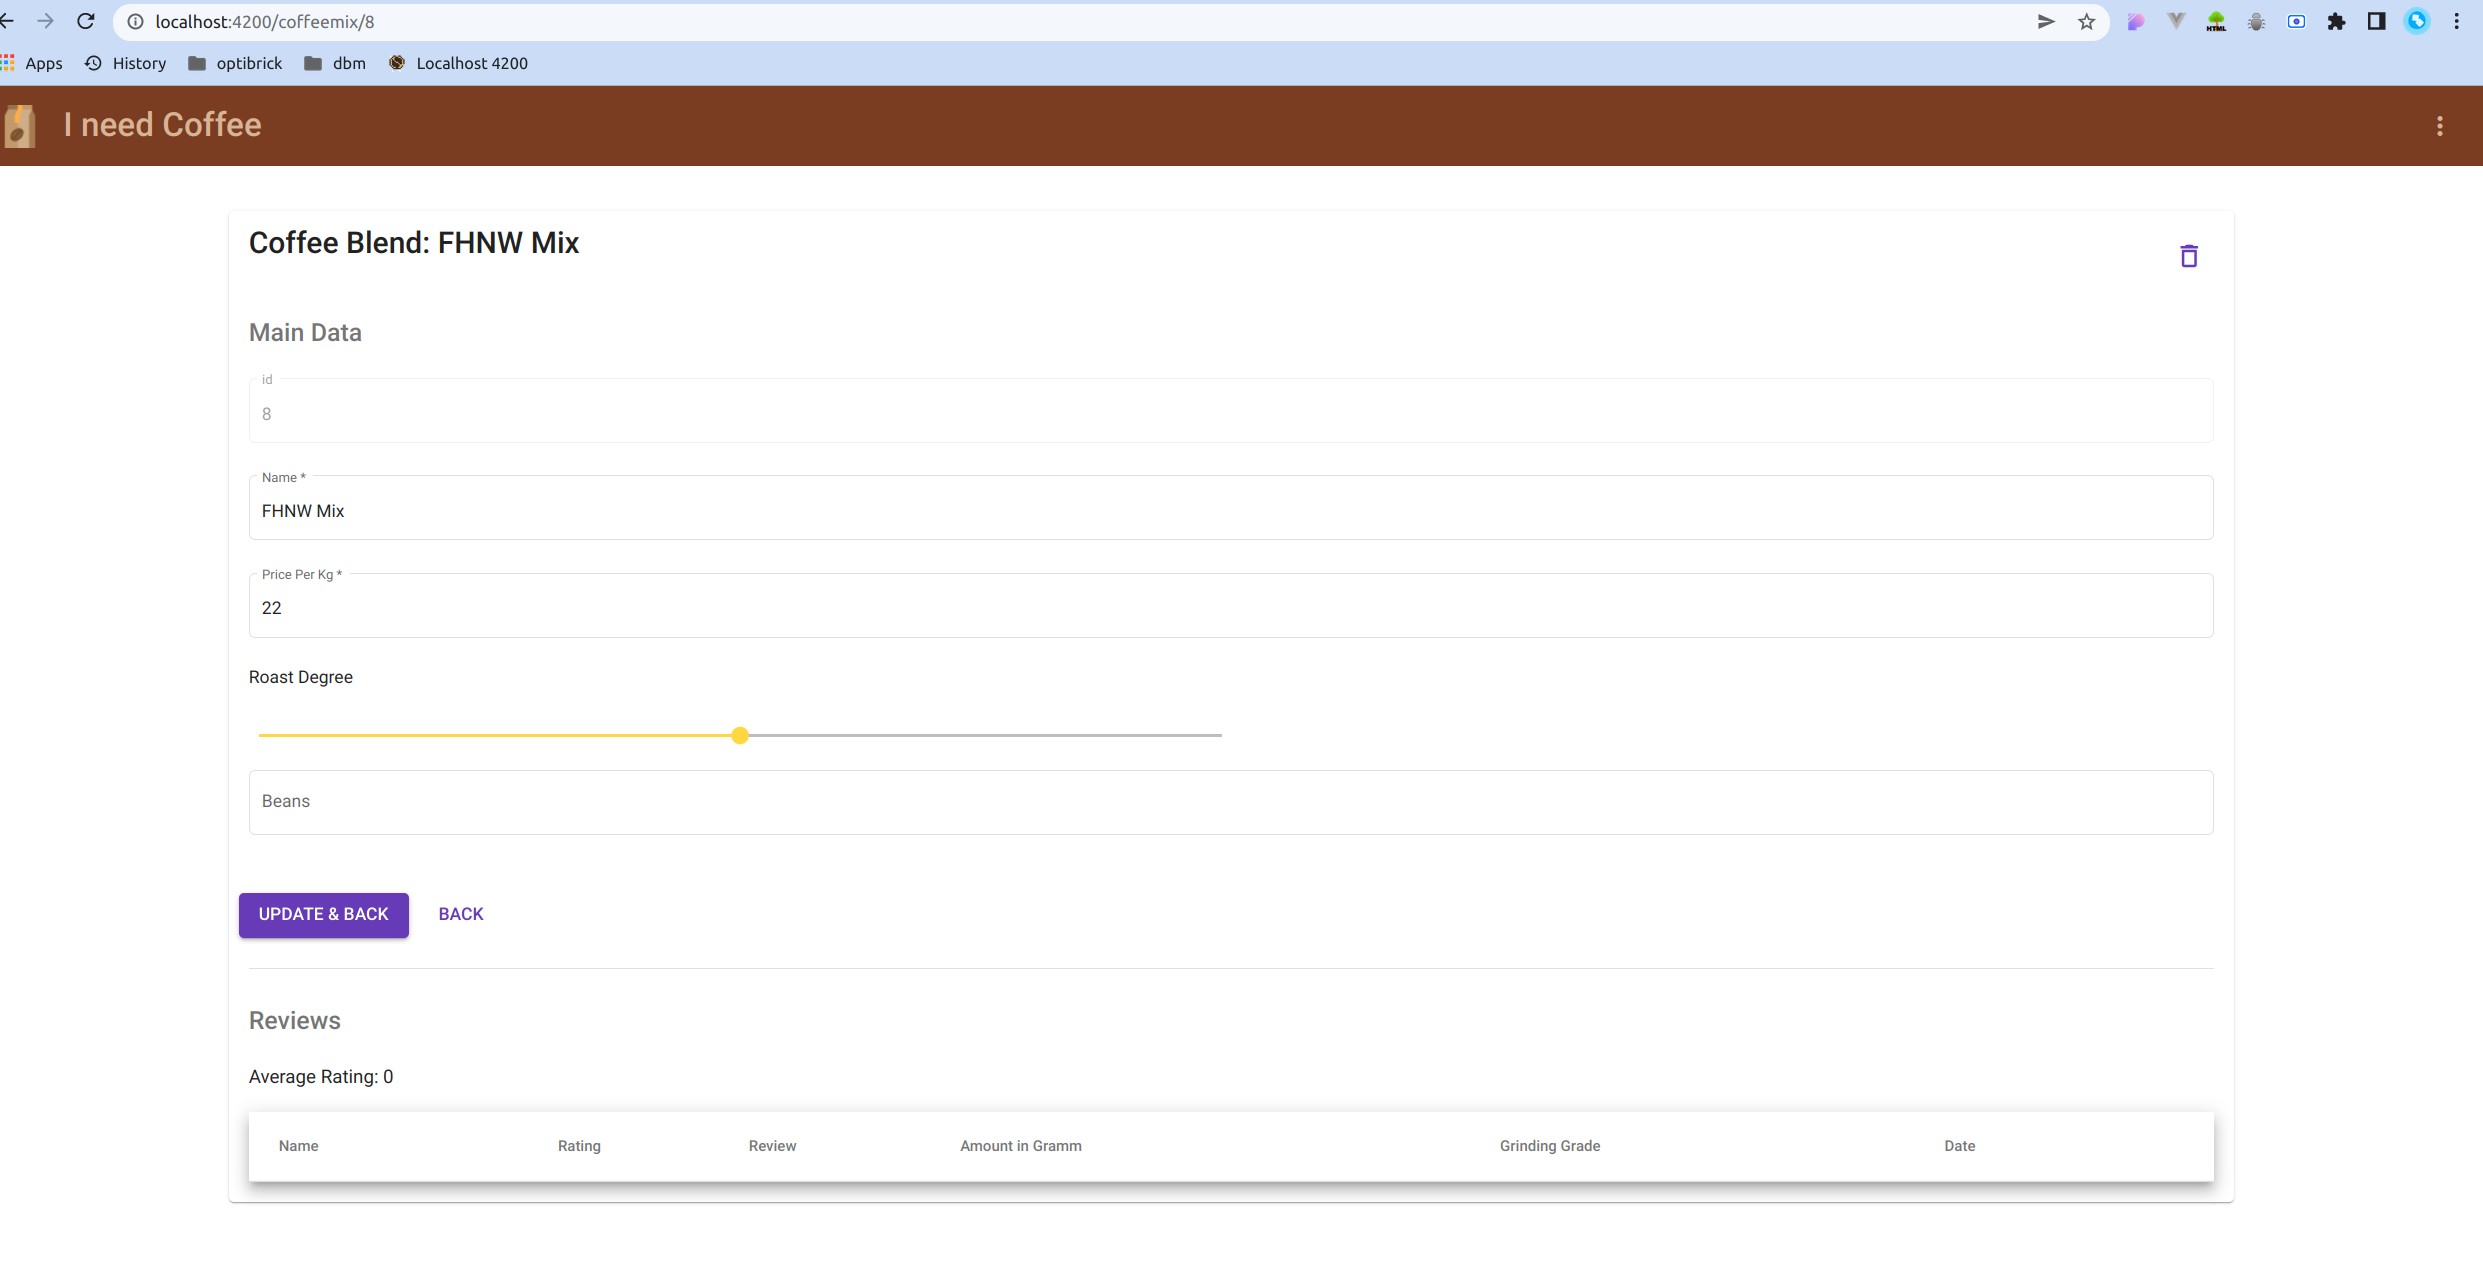 localhost:4200/coffeemix/8
HTML
Apps History optibrick dbm Localhost 4200
I need Coffee
Coffee Blend: FHNW Mix
Main Data
id
8
Name *
FHNW Mix
Price Per Kg *
22
Roast Degree
Beans
UPDATE & BACK BACK
Reviews
Average Rating: 0
Name Rating Review Amount in Gramm Grinding Grade Date